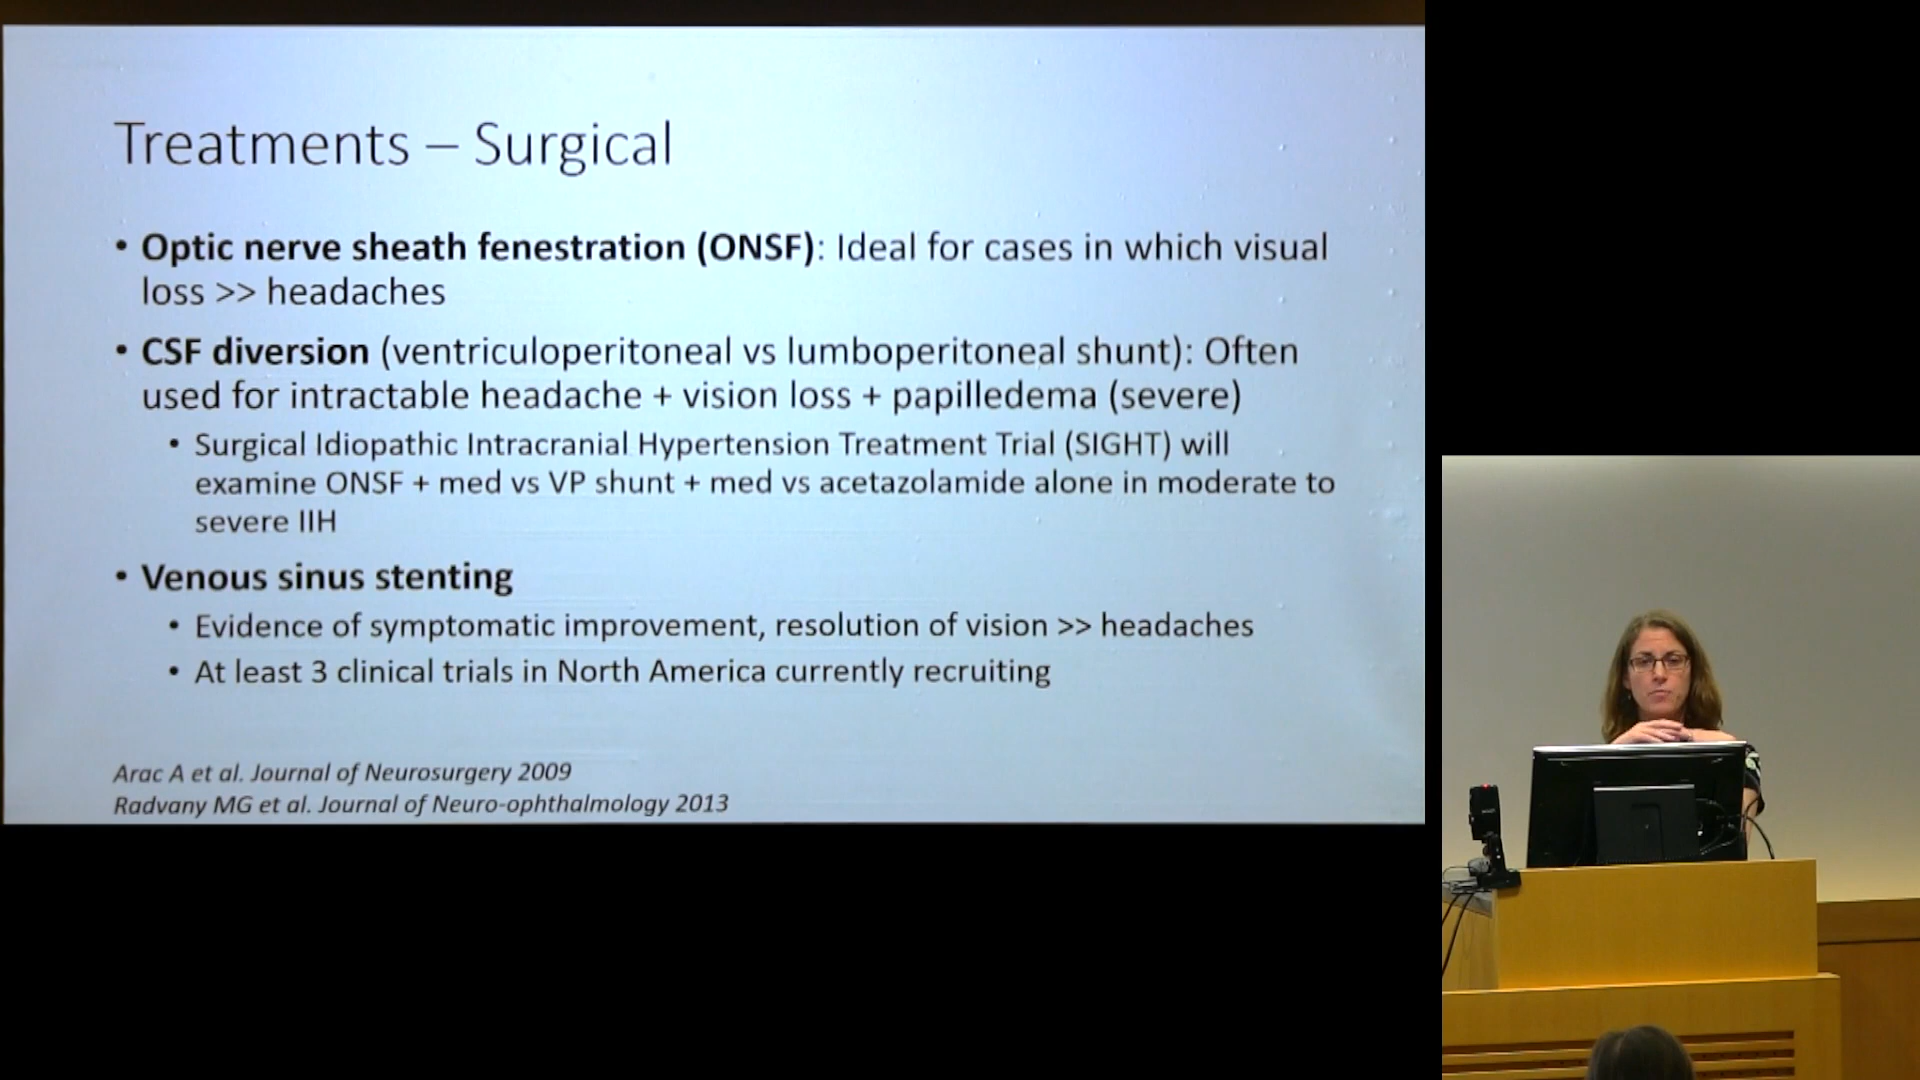 Treatments – Surgical
• Optic nerve sheath fenestration (ONSF): Ideal for cases in which visual
loss >> headaches
• CSF diversion (ventriculoperitoneal vs lumboperitoneal shunt): Often
used for intractable headache + vision loss + papilledema (severe)
• Surgical Idiopathic Intracranial Hypertension Treatment Trial (SIGHT) will
examine ONSF + med vs VP shunt + med vs acetazolamide alone in moderate to
severe IIH
• Venous sinus stenting
• Evidence of symptomatic improvement, resolution of vision >> headaches
• At least 3 clinical trials in North America currently recruiting
Arac A et al. Journal of Neurosurgery 2009
Radvany MG et al. Journal of Neuro-ophthalmology 2013